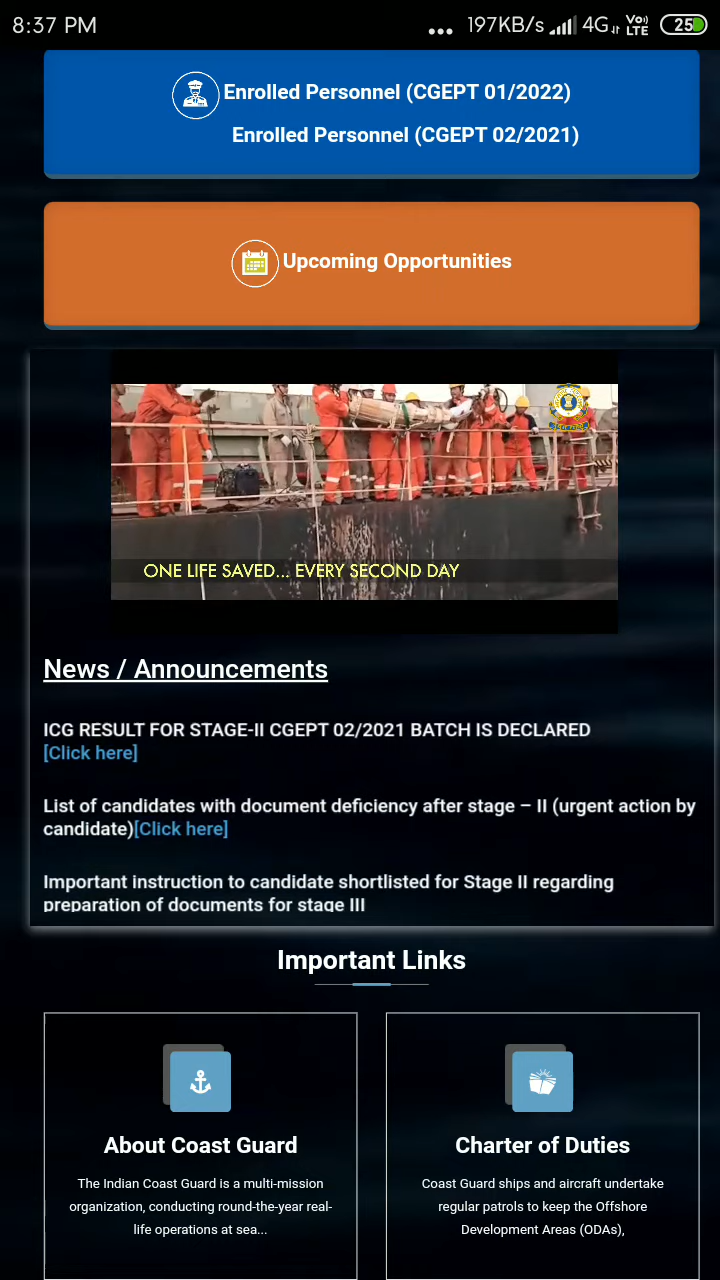 8:37 PM
197KB/s 4G Vo) LTE 25
Enrolled Personnel (CGEPT 01/2022)
Enrolled Personnel (CGEPT 02/2021)
Upcoming Opportunities
ONE LIFE SAVED... EVERY SECOND DAY
News / Announcements
ICG RESULT FOR STAGE-II CGEPT 02/2021 BATCH IS DECLARED
[Click here]
List of candidates with document deficiency after stage – II (urgent action by
candidate)[Click here]
Important instruction to candidate shortlisted for Stage II regarding
preparation of documents for stage III
Important Links
About Coast Guard
The Indian Coast Guard is a multi-mission
organization, conducting round-the-year real-
life operations at sea...
Charter of Duties
Coast Guard ships and aircraft undertake
regular patrols to keep the Offshore
Development Areas (ODAs),